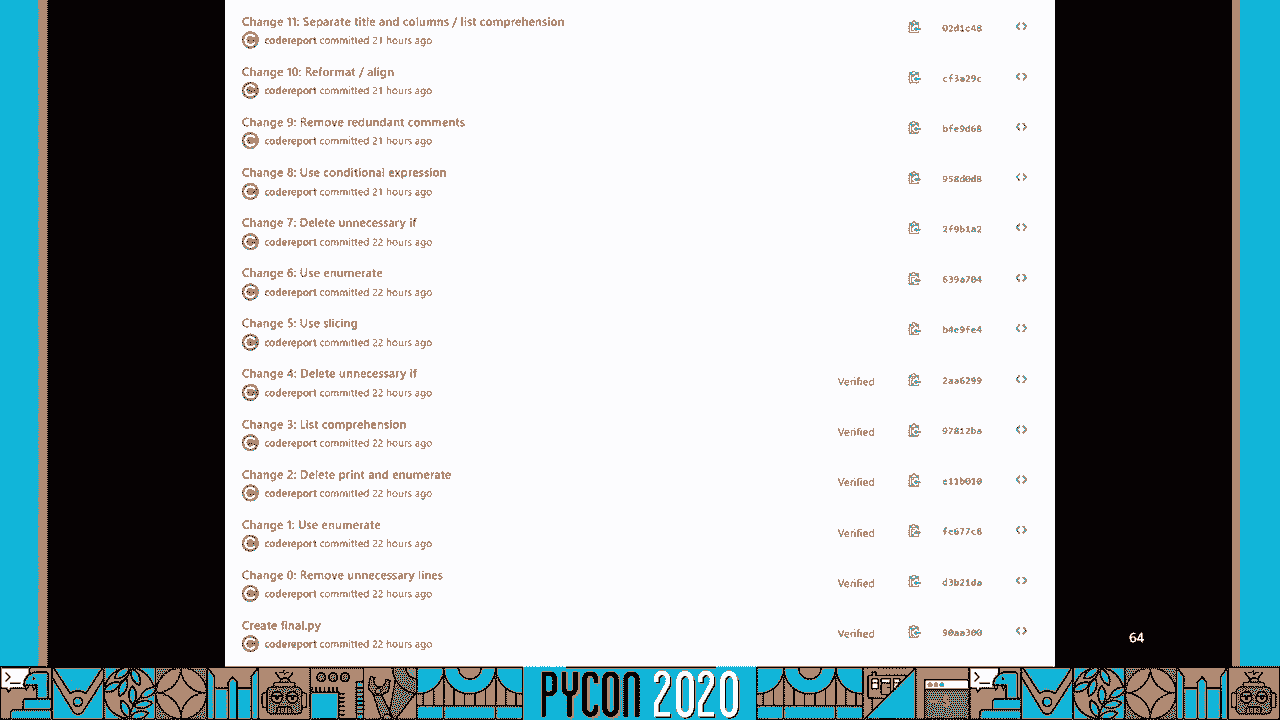 Change 11: Separate title and columns / list comprehension
02d1c48
codereport committed 21 hours ago
Change 10: Reformat / align
cf3a29c
codereport committed 21 hours ago
Change 9: Remove redundant comments
bfe9d68
codereport committed 21 hours ago
Change 8: Use conditional expression
958d0d8
codereport committed 21 hours ago
Change 7: Delete unnecessary if
2f9b1a2
codereport committed 22 hours ago
Change 6: Use enumerate
639a704
codereport committed 22 hours ago
Change 5: Use slicing
b4e9fe4
codereport committed 22 hours ago
Change 4: Delete unnecessary if
Verified 2aa6299
codereport committed 22 hours ago
Change 3: List comprehension
Verified 97812ba
codereport committed 22 hours ago
Change 2: Delete print and enumerate
Verified e11b010
codereport committed 22 hours ago
Change 1: Use enumerate
Verified fc677c8
codereport committed 22 hours ago
Change 0: Remove unnecessary lines
Verified d3b21da
codereport committed 22 hours ago
Create final.py
Verified 90aa300
codereport committed 22 hours ago
64
PYCON 2020